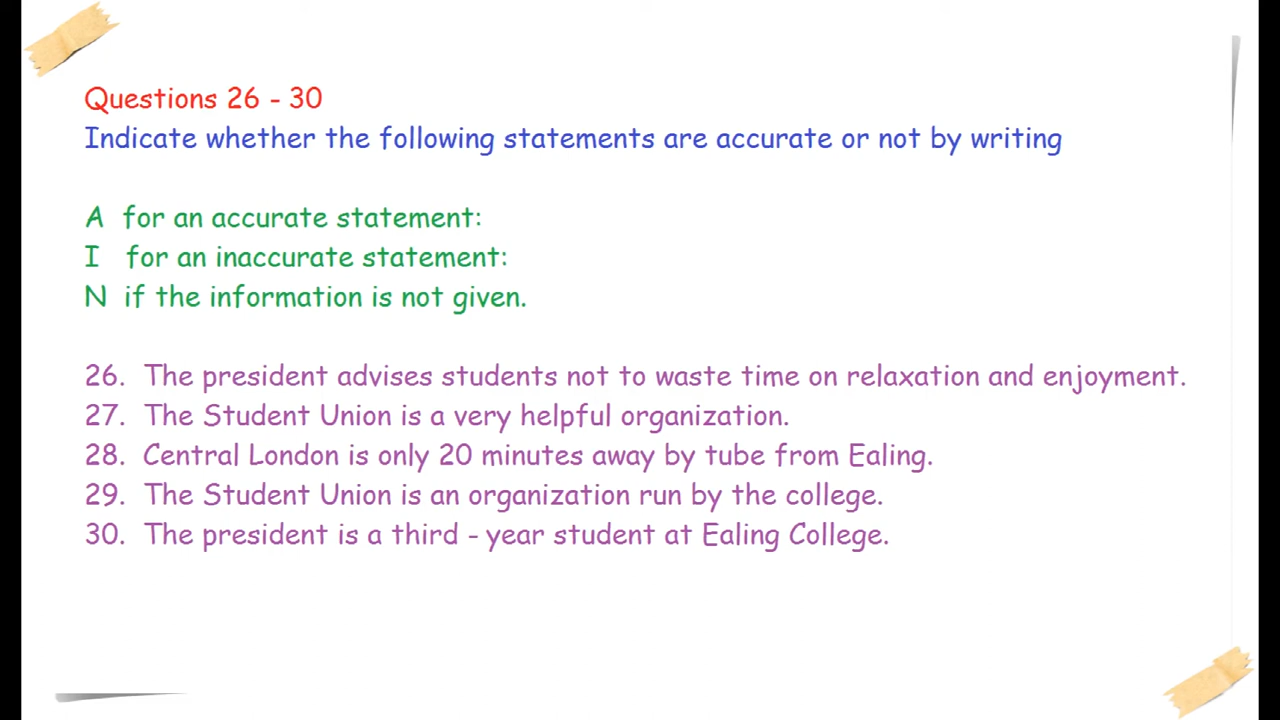 Questions 26 - 30
Indicate whether the following statements are accurate or not by writing
A for an accurate statement:
I for an inaccurate statement:
N if the information is not given.
26. The president advises students not to waste time on relaxation and enjoyment.
27. The Student Union is a very helpful organization.
28. Central London is only 20 minutes away by tube from Ealing.
29. The Student Union is an organization run by the college.
30. The president is a third - year student at Ealing College.